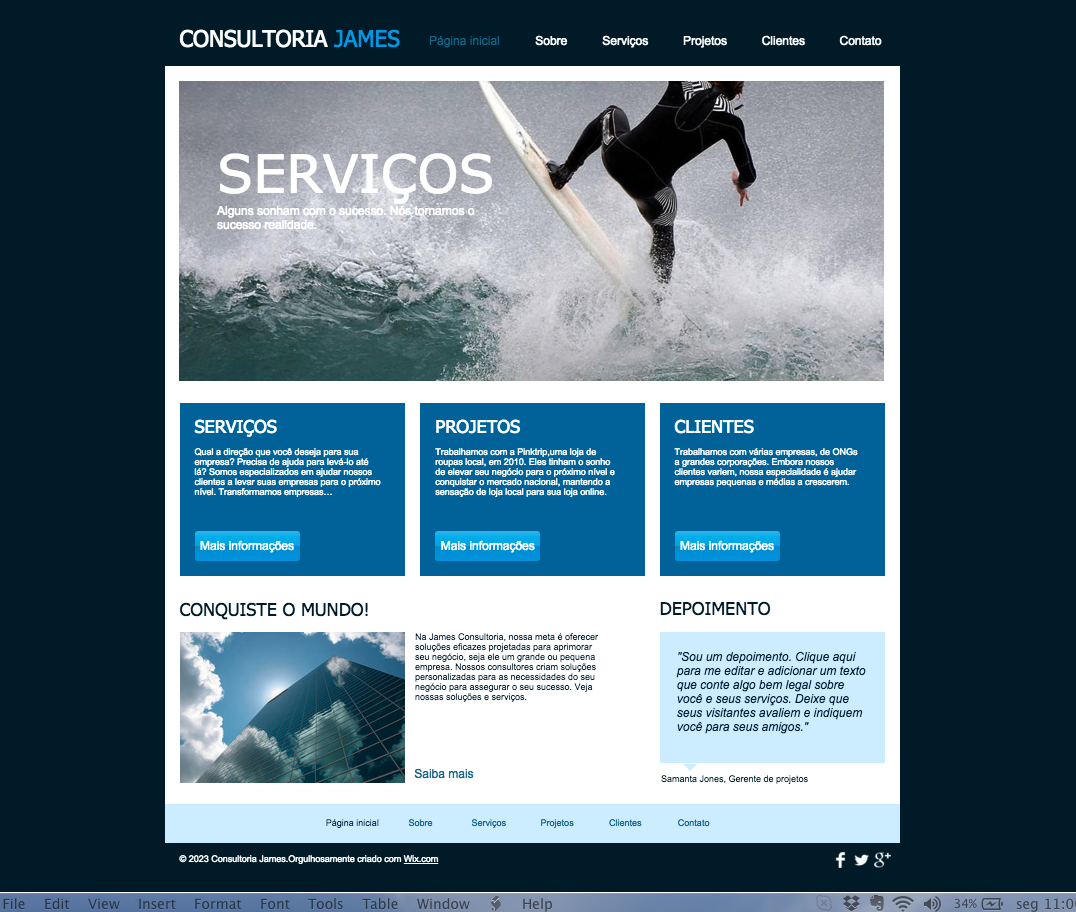 CONSULTORIA JAMES
Página inicial Sobre Serviços Projetos Clientes Contato
SERVIÇOS
Alguns sonham com o sucesso. Nós tornamos o
sucesso realidade.
SERVIÇOS
Qual a direção que você deseja para sua
empresa? Precisa de ajuda para levá-lo até
lá? Somos especializados em ajudar nossos
clientes a levar suas empresas para o próximo
nível. Transformamos empresas…
Mais informações
PROJETOS
Trabalhamos com a Pinktrip,uma loja de
roupas local, em 2010. Eles tinham o sonho
de elevar seu negócio para o próximo nível e
conquistar o mercado nacional, mantendo a
sensação de loja local para sua loja online.
Mais informações
CLIENTES
Trabalhamos com várias empresas, de ONGs
a grandes corporações. Embora nossos
clientes variem, nossa especialidade é ajudar
empresas pequenas e médias a crescerem.
Mais informações
CONQUISTE O MUNDO!
Na James Consultoria, nossa meta é oferecer
soluções eficazes projetadas para aprimorar
seu negócio, seja ele um grande ou pequena
empresa. Nossos consultores criam soluções
personalizadas para as necessidades do seu
negócio para assegurar o seu sucesso. Veja
nossas soluções e serviços.
Saiba mais
DEPOIMENTO
"Sou um depoimento. Clique aqui
para me editar e adicionar um texto
que conte algo bem legal sobre
você e seus serviços. Deixe que
seus visitantes avaliem e indiquem
você para seus amigos."
Samanta Jones, Gerente de projetos
Página inicial Sobre Serviços Projetos Clientes Contato
© 2023 Consultoria James.Orgulhosamente criado com Wix.com
File Edit View Insert Format Font Tools Table Window Help 34% seg 11:0